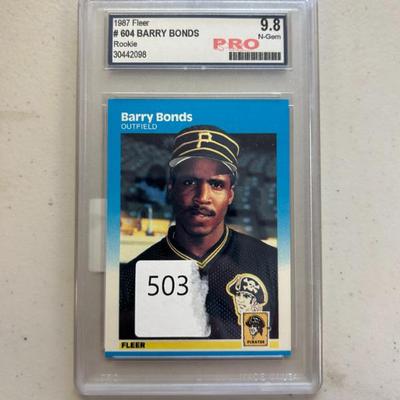 1987 Fleer
9.8
# 604 BARRY BONDS
N-Gem
Rookie
PRO
30442098
Barry Bonds
OUTFIELD
P
503
FLEER
PIRATES